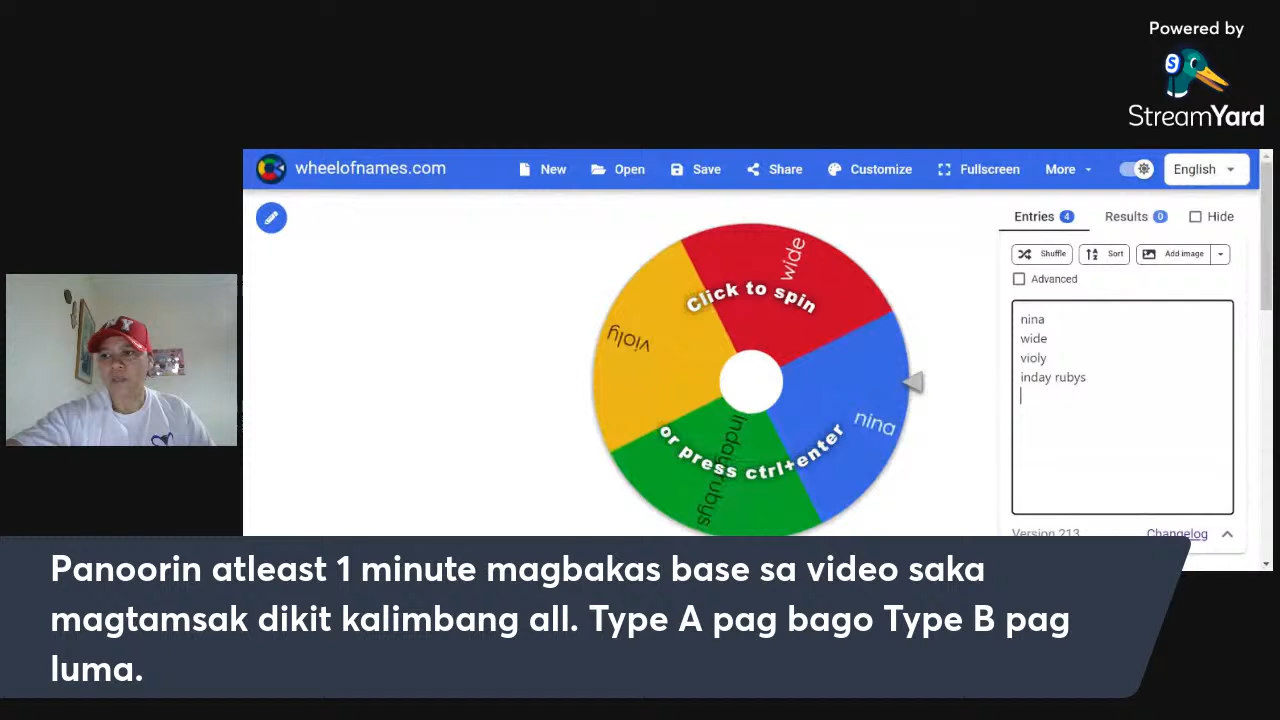 Powered by
StreamYard
wheelofnames.com New Open Save Share Customize Fullscreen More English
Entries 4 Results 0 Hide
Shuffle Sort Add image
Advanced
nina
wide
violy
inday rubys
Version 213 Changelog
wide
violy
nina
inday rubys
Click to spin
or press ctrl+enter
Panoorin atleast 1 minute magbakas base sa video saka
magtamsak dikit kalimbang all. Type A pag bago Type B pag
luma.